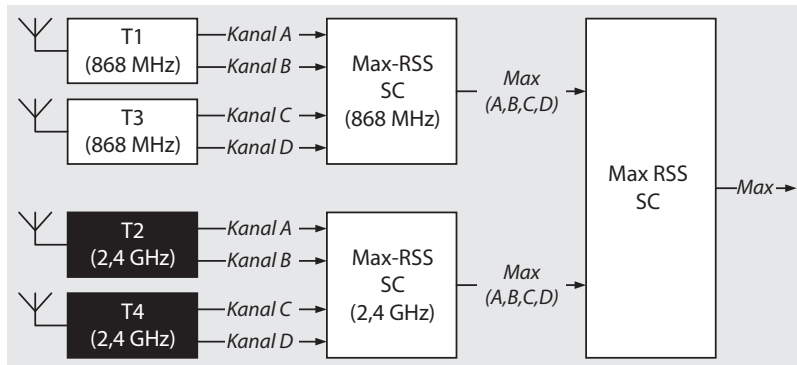 T1
(868 MHz)
Kanal A
Kanal B
T3
(868 MHz)
Kanal C
Kanal D
Max-RSS
SC
(868 MHz)
Max
(A,B,C,D)
T2
(2,4 GHz)
Kanal A
Kanal B
T4
(2,4 GHz)
Kanal C
Kanal D
Max-RSS
SC
(2,4 GHz)
Max
(A,B,C,D)
Max RSS
SC
Max